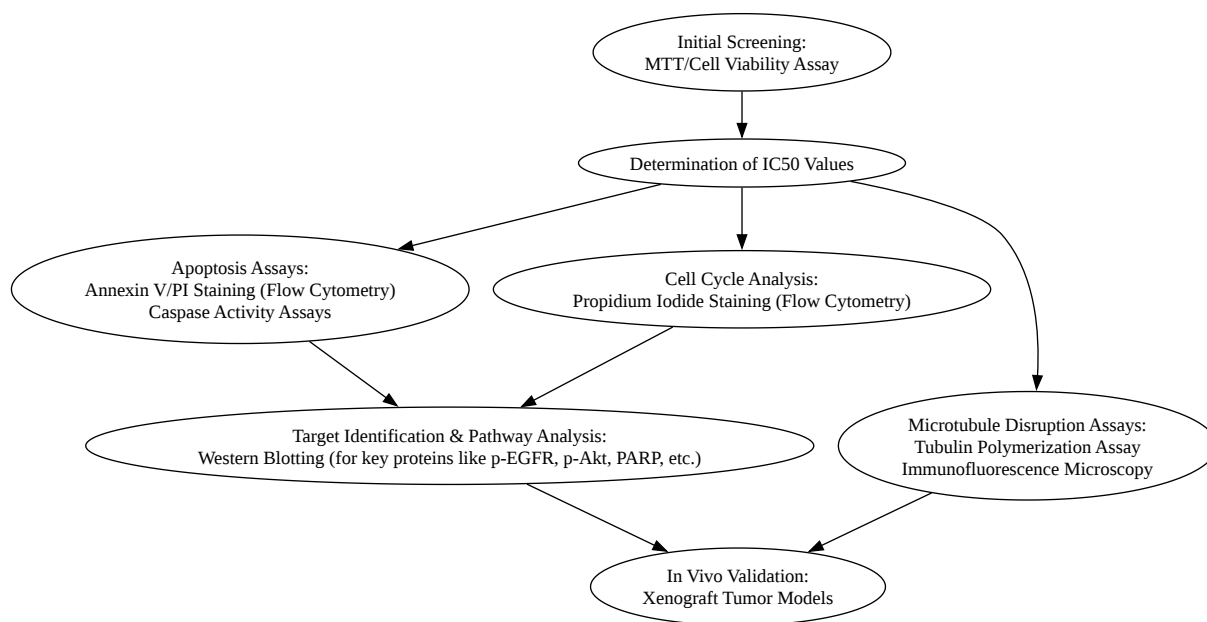 Initial Screening:
MTT/Cell Viability Assay
Determination of IC50 Values
Apoptosis Assays:
Annexin V/PI Staining (Flow Cytometry)
Caspase Activity Assays
Cell Cycle Analysis:
Propidium Iodide Staining (Flow Cytometry)
Target Identification & Pathway Analysis:
Western Blotting (for key proteins like p-EGFR, p-Akt, PARP, etc.)
Microtubule Disruption Assays:
Tubulin Polymerization Assay
Immunofluorescence Microscopy
In Vivo Validation:
Xenograft Tumor Models